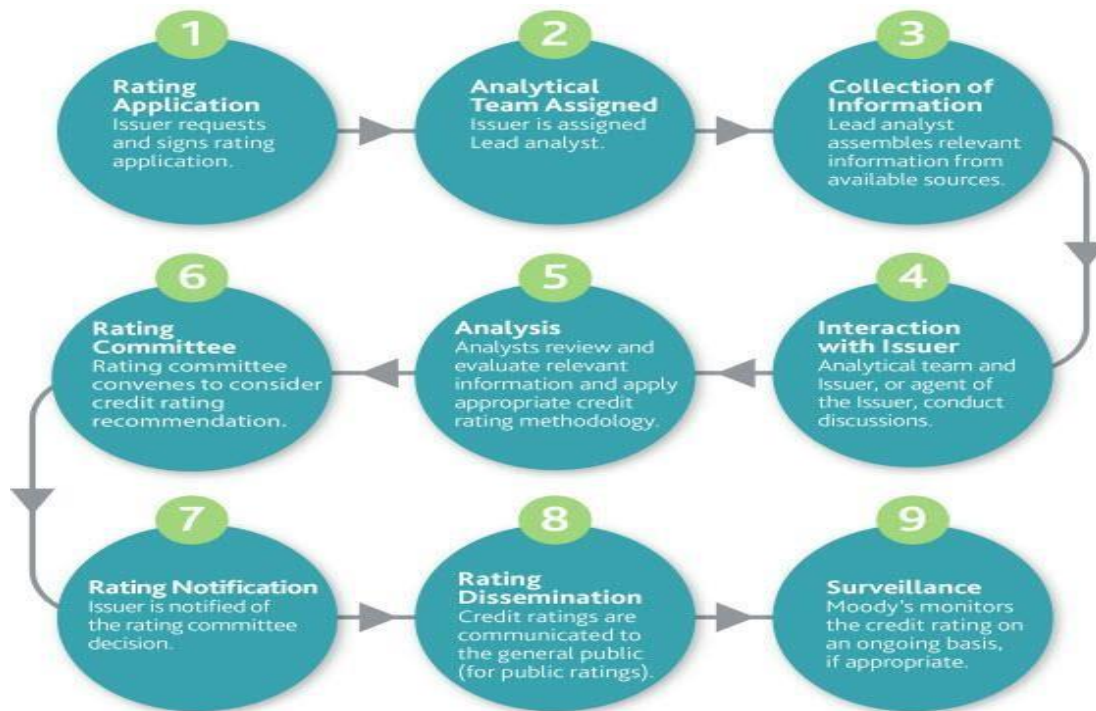 1
Rating
Application
Issuer requests
and signs rating
application.
2
Analytical
Team Assigned
Issuer is assigned
Lead analyst.
3
Collection of
Information
Lead analyst
assembles relevant
information from
available sources.
4
Interaction
with Issuer
Analytical team and
Issuer, or agent of
the Issuer, conduct
discussions.
5
Analysis
Analysts review and
evaluate relevant
information and apply
appropriate credit
rating methodology.
6
Rating
Committee
Rating committee
convenes to consider
credit rating
recommendation.
7
Rating Notification
Issuer is notified of
the rating committee
decision.
8
Rating
Dissemination
Credit ratings are
communicated to
the general public
(for public ratings).
9
Surveillance
Moody's monitors
the credit rating on
an ongoing basis,
if appropriate.